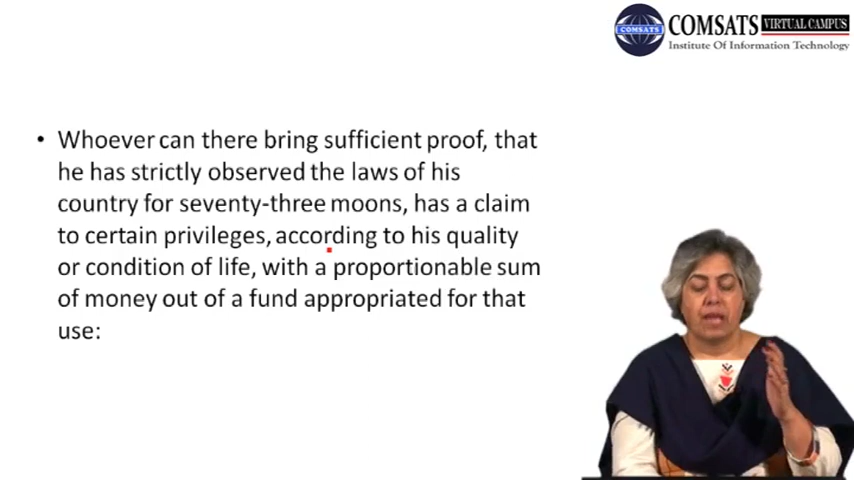 COMSATS
COMSATS VIRTUAL CAMPUS
Institute Of Information Technology
• Whoever can there bring sufficient proof, that
he has strictly observed the laws of his
country for seventy-three moons, has a claim
to certain privileges, according to his quality
or condition of life, with a proportionable sum
of money out of a fund appropriated for that
use: